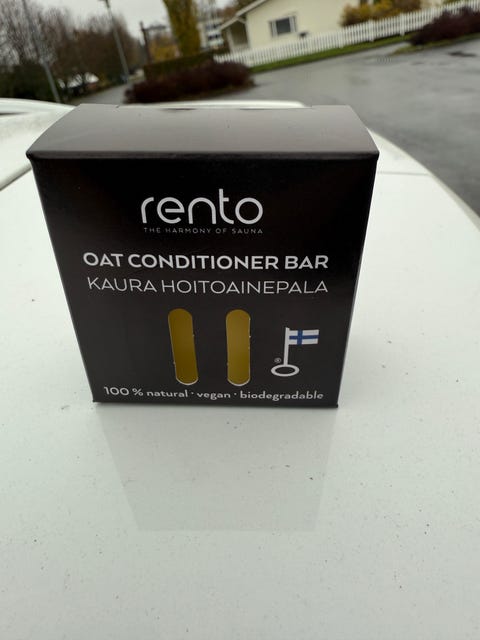 rento
THE HARMONY OF SAUNA
OAT CONDITIONER BAR
KAURA HOITOAINEPALA
®
100 % natural · vegan · biodegradable